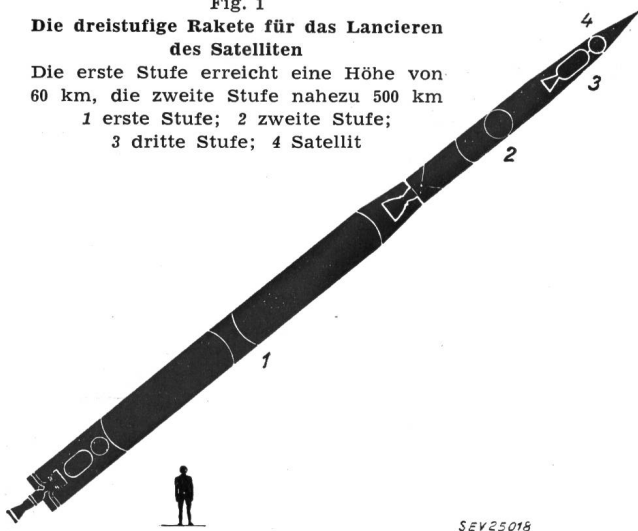 Fig. 1
Die dreistufige Rakete für das Lancieren
des Satelliten
Die erste Stufe erreicht eine Höhe von
60 km, die zweite Stufe nahezu 500 km
1 erste Stufe; 2 zweite Stufe;
3 dritte Stufe; 4 Satellit
4
3
2
1
SEV25018